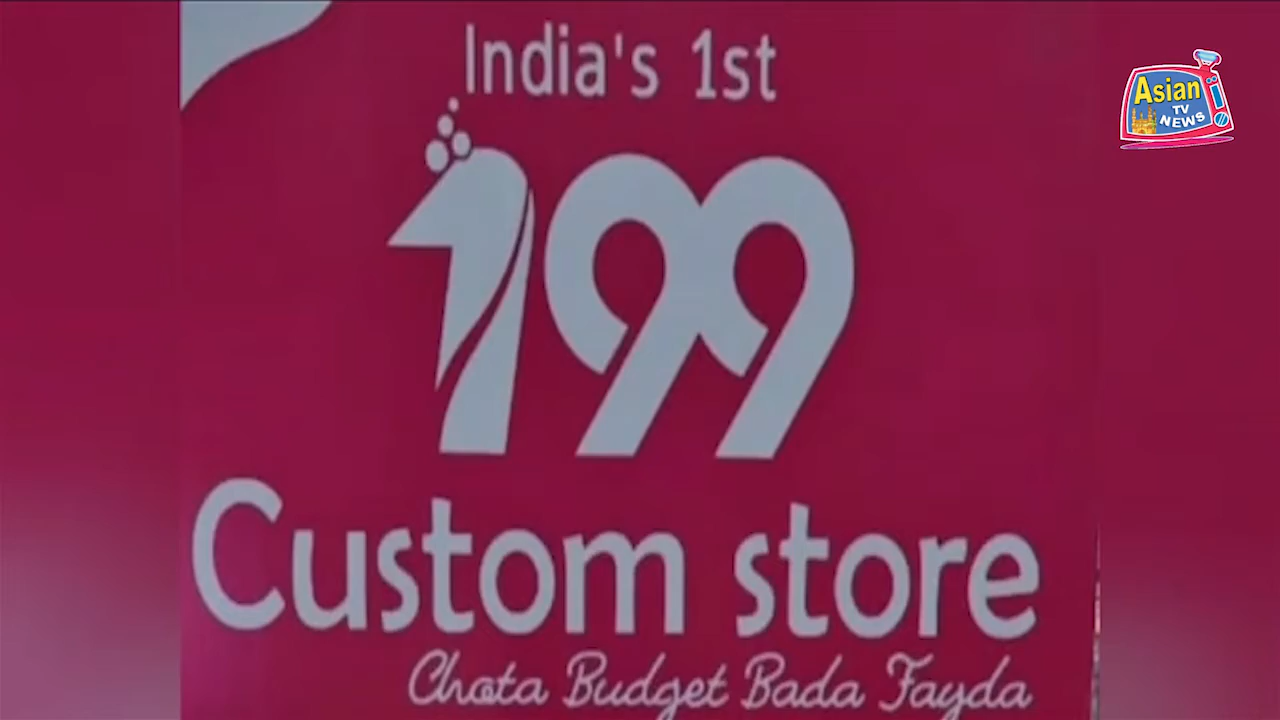 India's 1st
199
Custom store
Chota Budget Bada Fayda
Asian
TV
NEWS